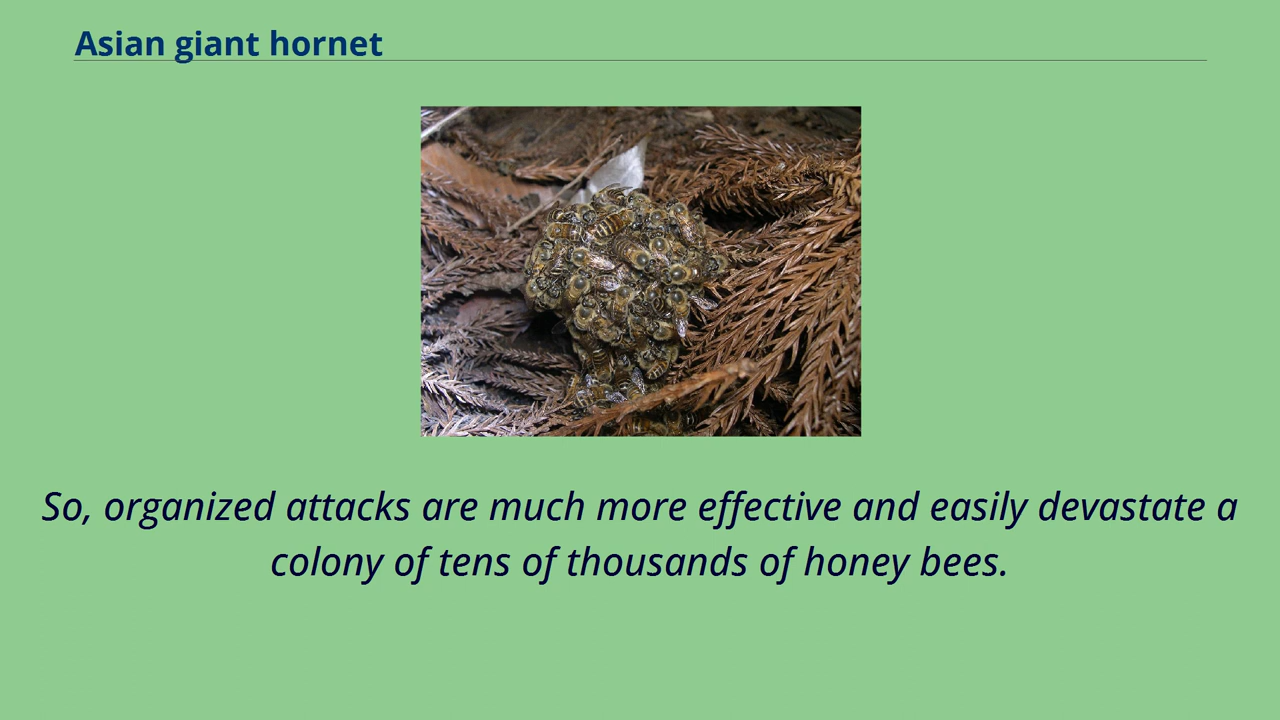 Asian giant hornet
So, organized attacks are much more effective and easily devastate a
colony of tens of thousands of honey bees.